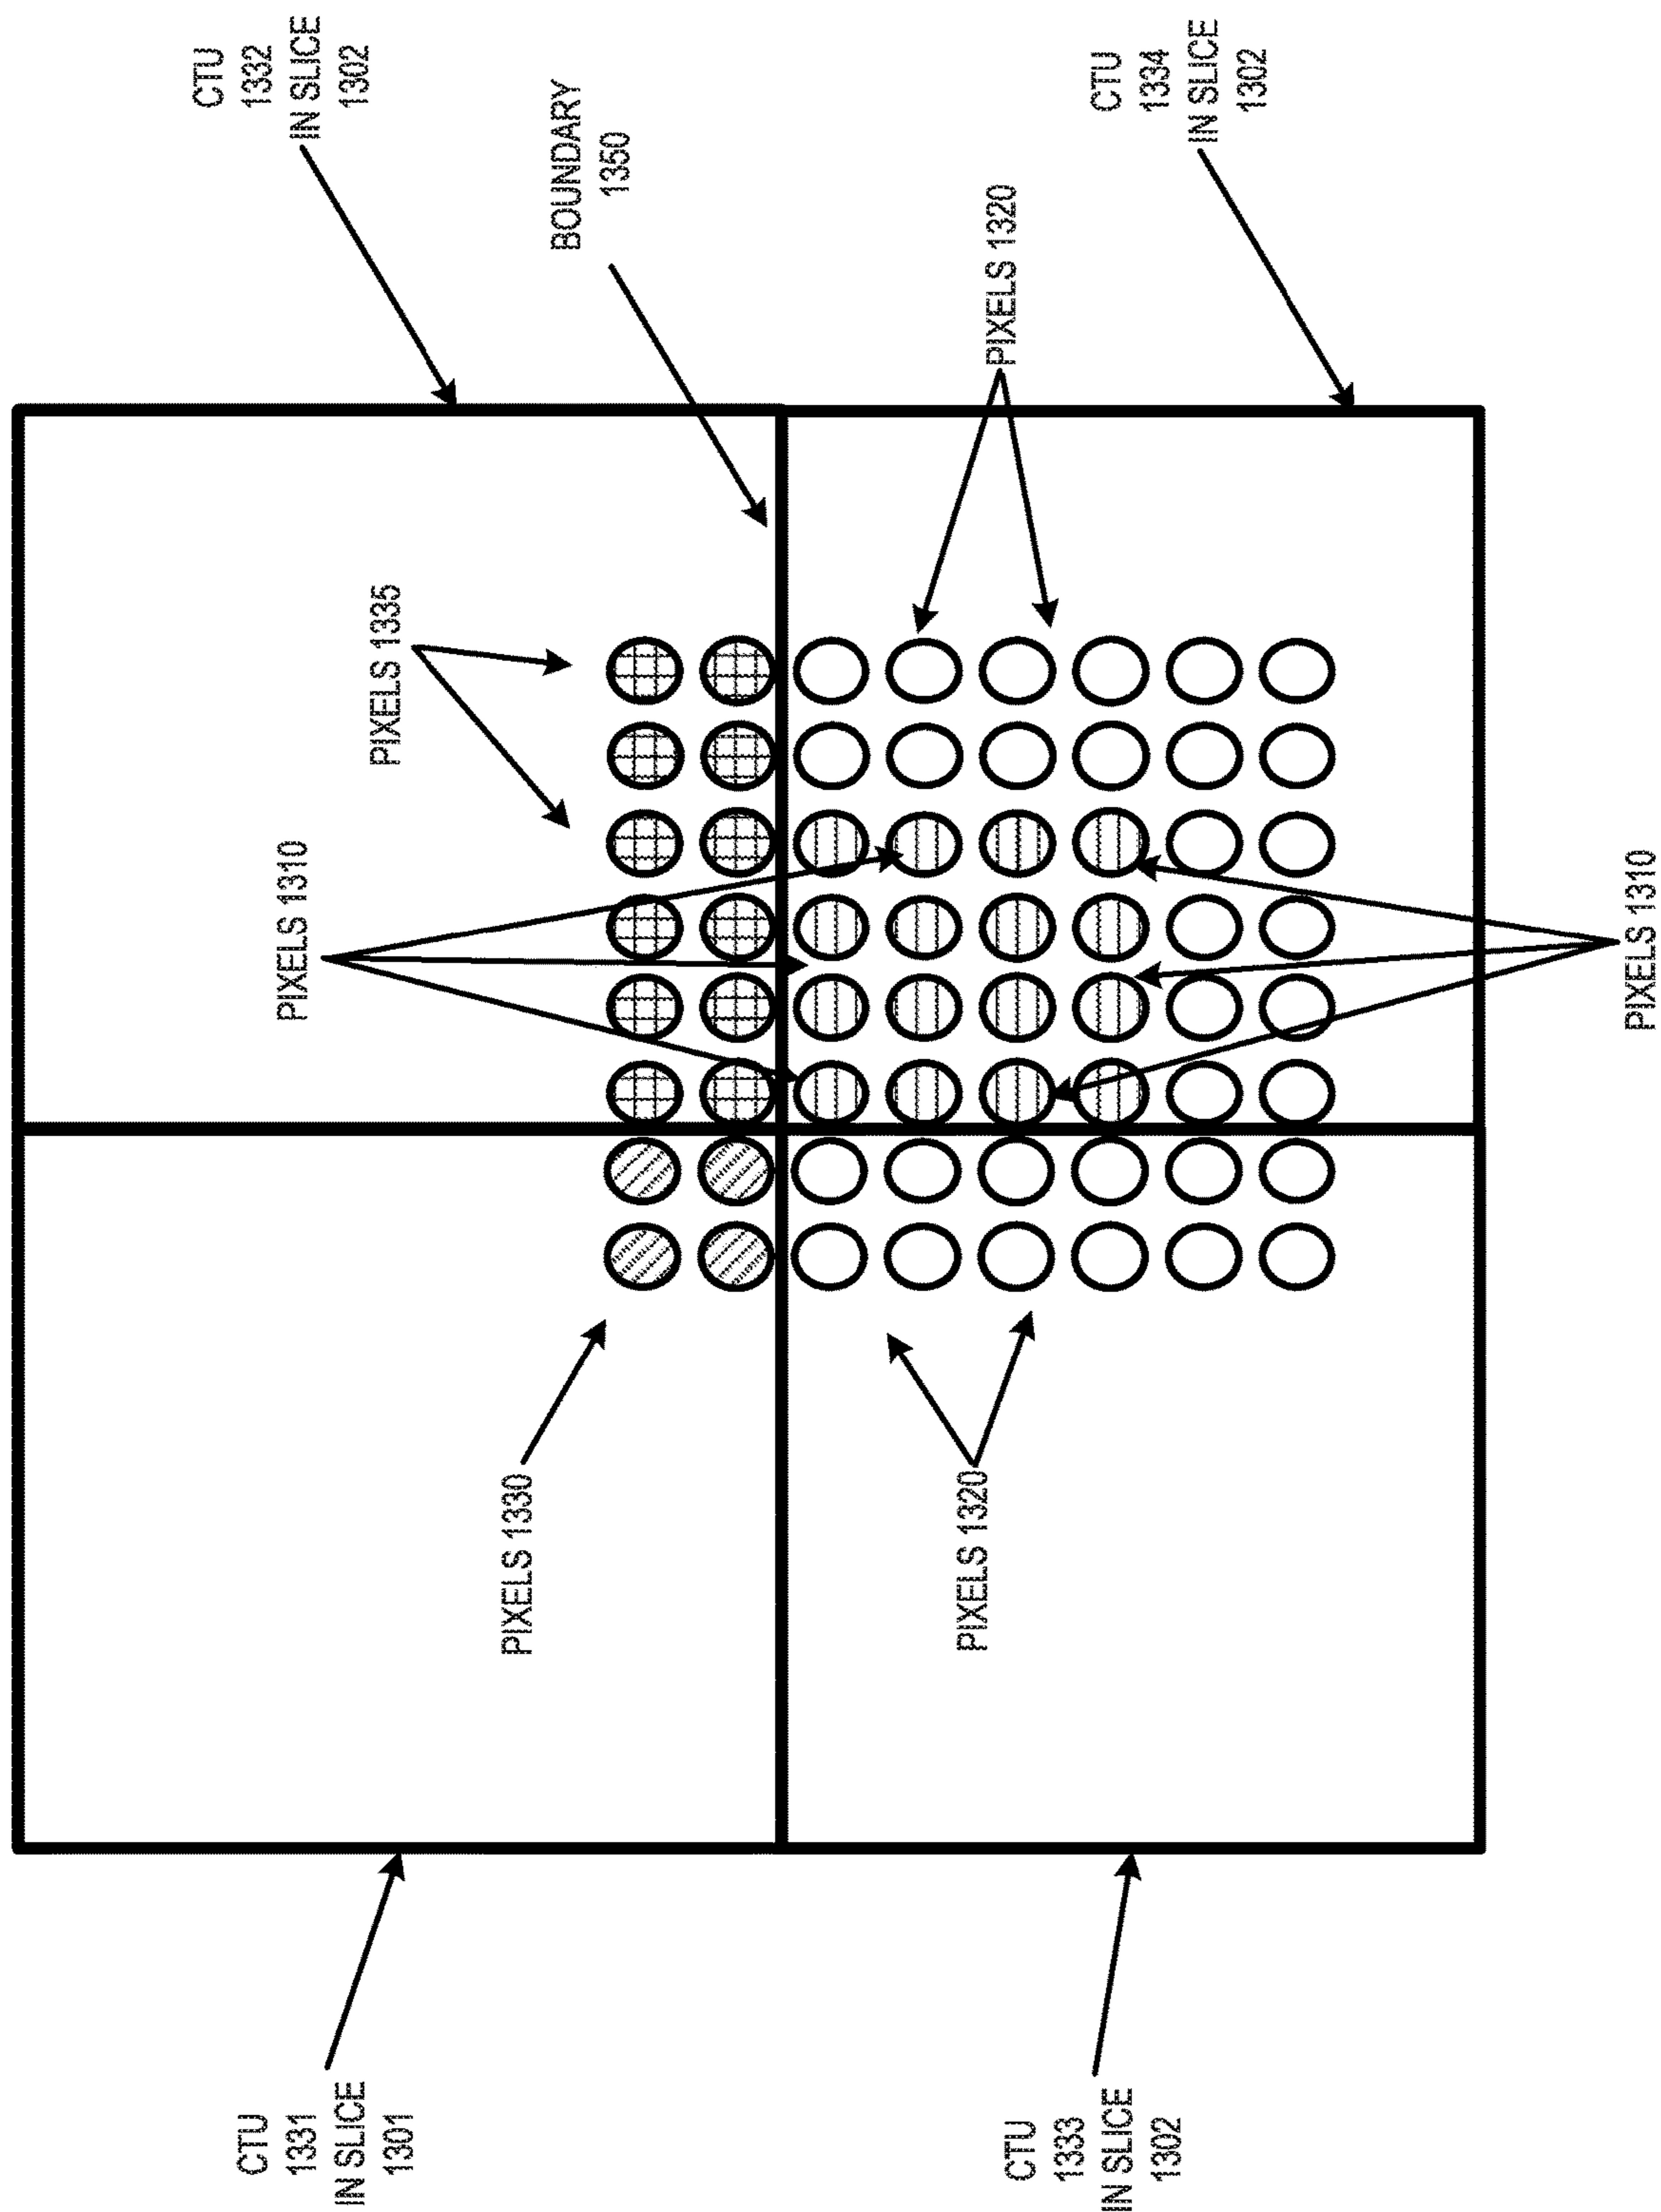 CTU
1331
IN SLICE
1301
CTU
1332
IN SLICE
1302
PIXELS 1310
PIXELS 1335
PIXELS 1330
BOUNDARY
1350
PIXELS 1320
PIXELS 1320
CTU
1333
IN SLICE
1302
CTU
1334
IN SLICE
1302
PIXELS 1310